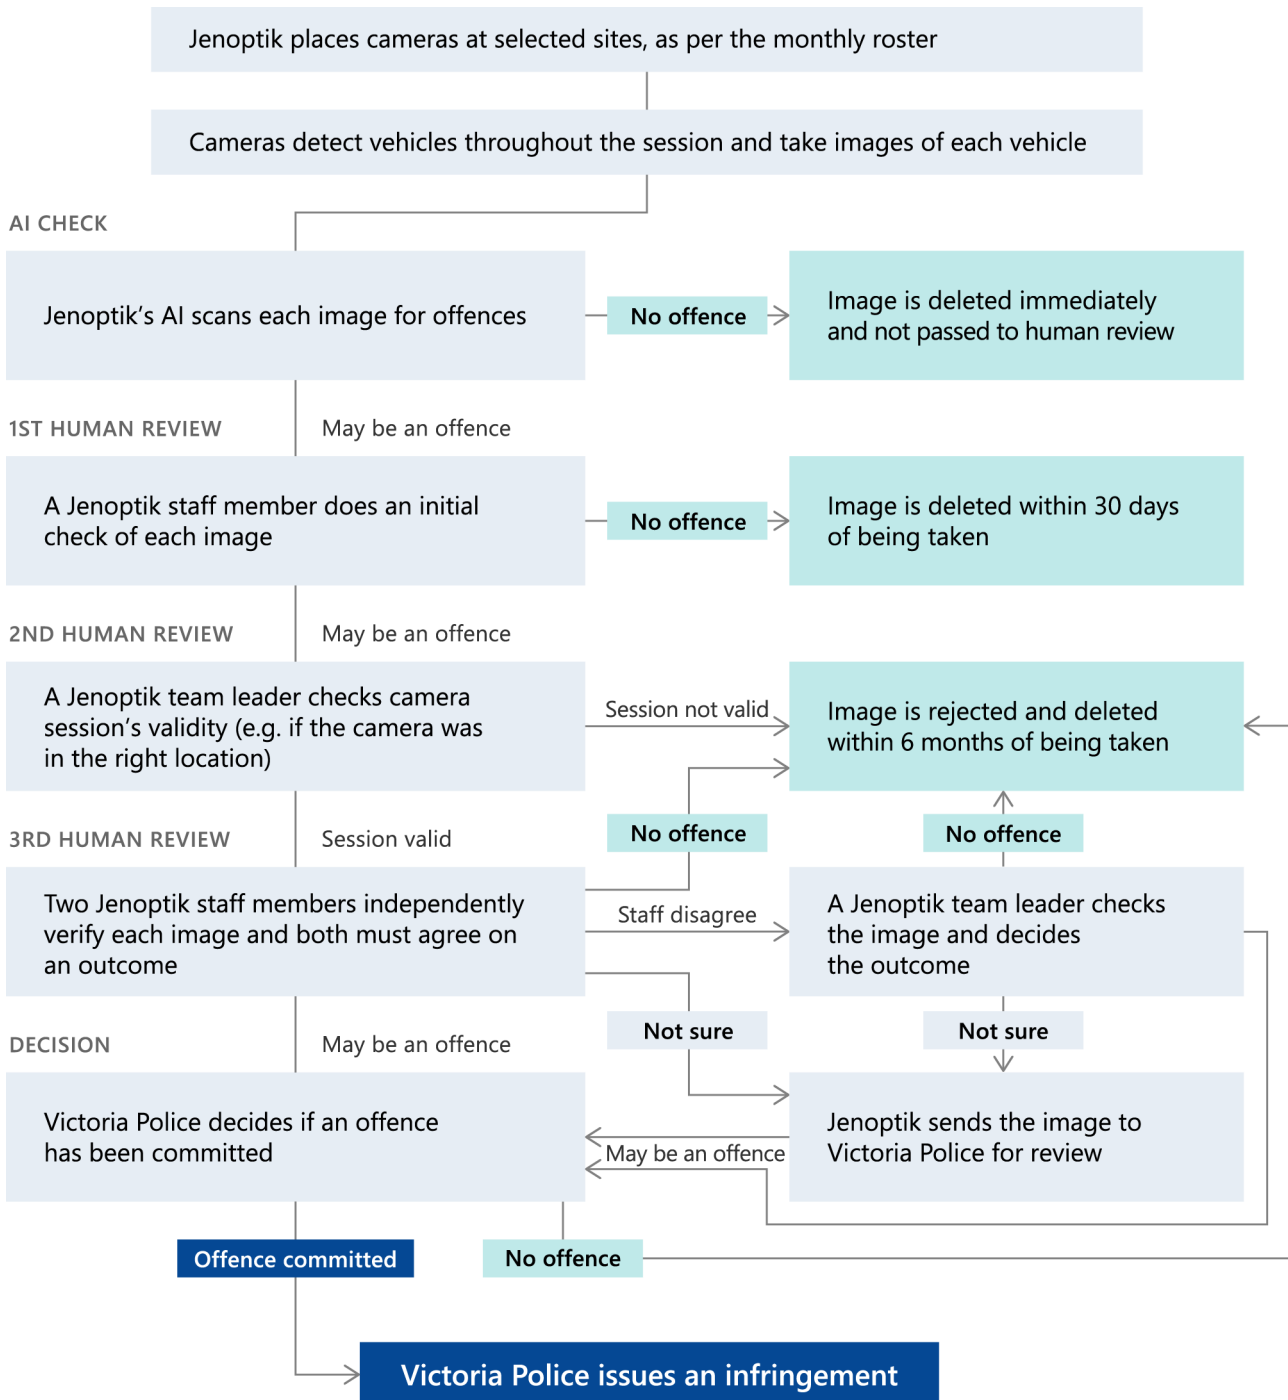 Jenoptik places cameras at selected sites, as per the monthly roster
Cameras detect vehicles throughout the session and take images of each vehicle
AI CHECK
Jenoptik’s AI scans each image for offences
No offence
Image is deleted immediately
and not passed to human review
1ST HUMAN REVIEW
May be an offence
A Jenoptik staff member does an initial
check of each image
No offence
Image is deleted within 30 days
of being taken
2ND HUMAN REVIEW
May be an offence
A Jenoptik team leader checks camera
session’s validity (e.g. if the camera was
in the right location)
Session not valid
Image is rejected and deleted
within 6 months of being taken
3RD HUMAN REVIEW
Session valid
No offence
No offence
Two Jenoptik staff members independently
verify each image and both must agree on
an outcome
Staff disagree
A Jenoptik team leader checks
the image and decides
the outcome
Not sure
Not sure
DECISION
May be an offence
Victoria Police decides if an offence
has been committed
May be an offence
Jenoptik sends the image to
Victoria Police for review
Offence committed
No offence
Victoria Police issues an infringement